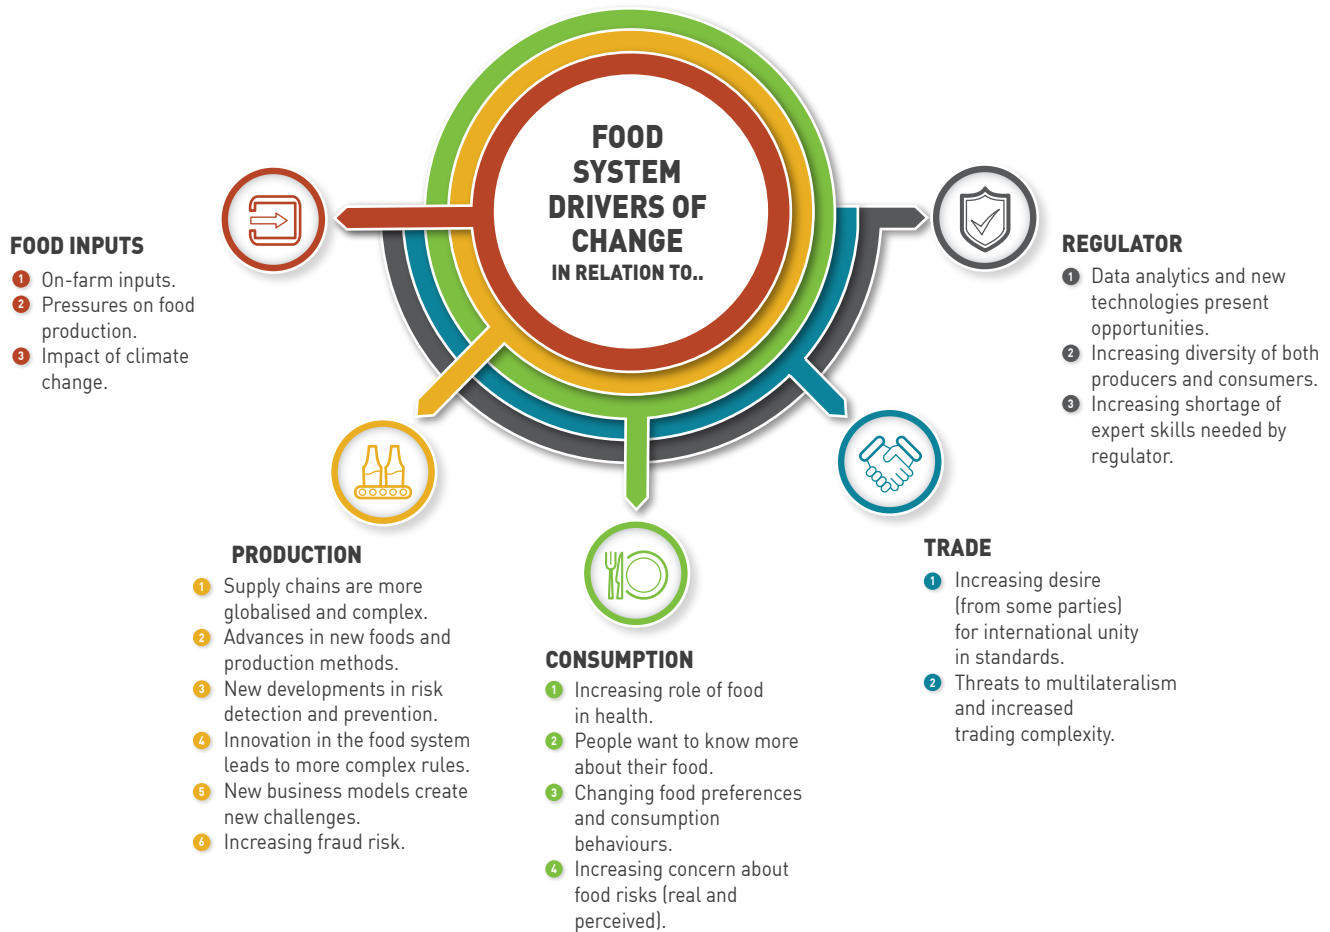 FOOD
SYSTEM
DRIVERS OF
CHANGE
IN RELATION TO..
FOOD INPUTS
1 On-farm inputs.
2 Pressures on food
production.
3 Impact of climate
change.
PRODUCTION
1 Supply chains are more
globalised and complex.
2 Advances in new foods and
production methods.
3 New developments in risk
detection and prevention.
4 Innovation in the food system
leads to more complex rules.
5 New business models create
new challenges.
6 Increasing fraud risk.
CONSUMPTION
1 Increasing role of food
in health.
2 People want to know more
about their food.
3 Changing food preferences
and consumption
behaviours.
4 Increasing concern about
food risks (real and
perceived).
TRADE
1 Increasing desire
(from some parties)
for international unity
in standards.
2 Threats to multilateralism
and increased
trading complexity.
REGULATOR
1 Data analytics and new
technologies present
opportunities.
2 Increasing diversity of both
producers and consumers.
3 Increasing shortage of
expert skills needed by
regulator.